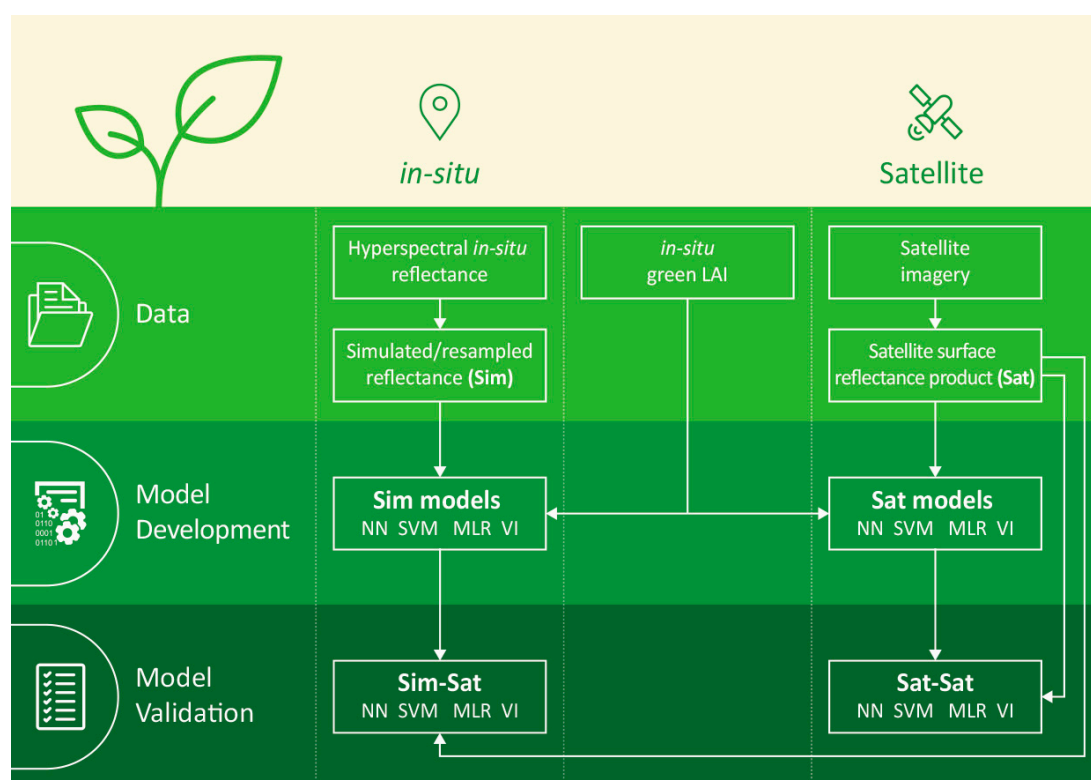 in-situ
Satellite
Data
Hyperspectral in-situ
reflectance
in-situ
green LAI
Satellite
imagery
Simulated/resampled
reflectance (Sim)
Satellite surface
reflectance product (Sat)
Model
Development
01
0110
0001
01101
Sim models
NN SVM MLR VI
Sat models
NN SVM MLR VI
Model
Validation
Sim-Sat
NN SVM MLR VI
Sat-Sat
NN SVM MLR VI